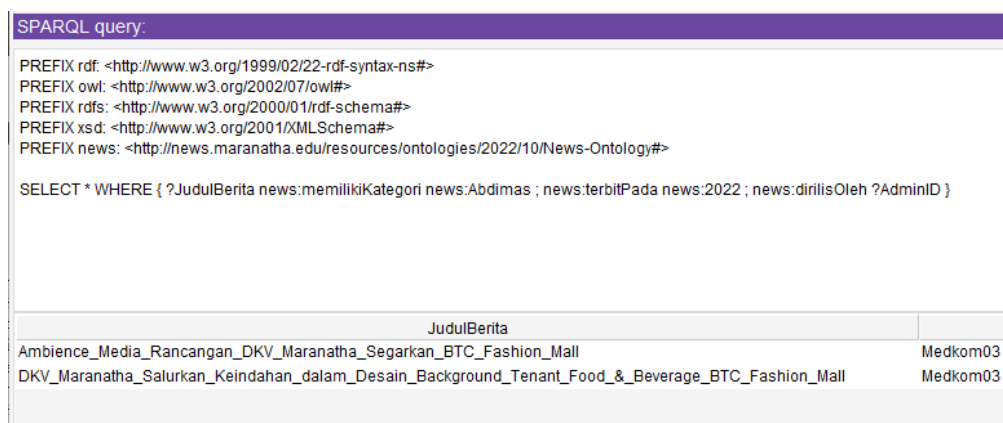 SPARQL query:
PREFIX rdf: <http://www.w3.org/1999/02/22-rdf-syntax-ns#>
PREFIX owl: <http://www.w3.org/2002/07/owl#>
PREFIX rdfs: <http://www.w3.org/2000/01/rdf-schema#>
PREFIX xsd: <http://www.w3.org/2001/XMLSchema#>
PREFIX news: <http://news.maranatha.edu/resources/ontologies/2022/10/News-Ontology#>
SELECT * WHERE { ?JudulBerita news:memilikiKategori news:Abdimas ; news:terbitPada news:2022 ; news:dirilisOleh ?AdminID }
JudulBerita
Ambience_Media_Rancangan_DKV_Maranatha_Segarkan_BTC_Fashion_Mall Medkom03
DKV_Maranatha_Salurkan_Keindahan_dalam_Desain_Background_Tenant_Food_&_Beverage_BTC_Fashion_Mall Medkom03